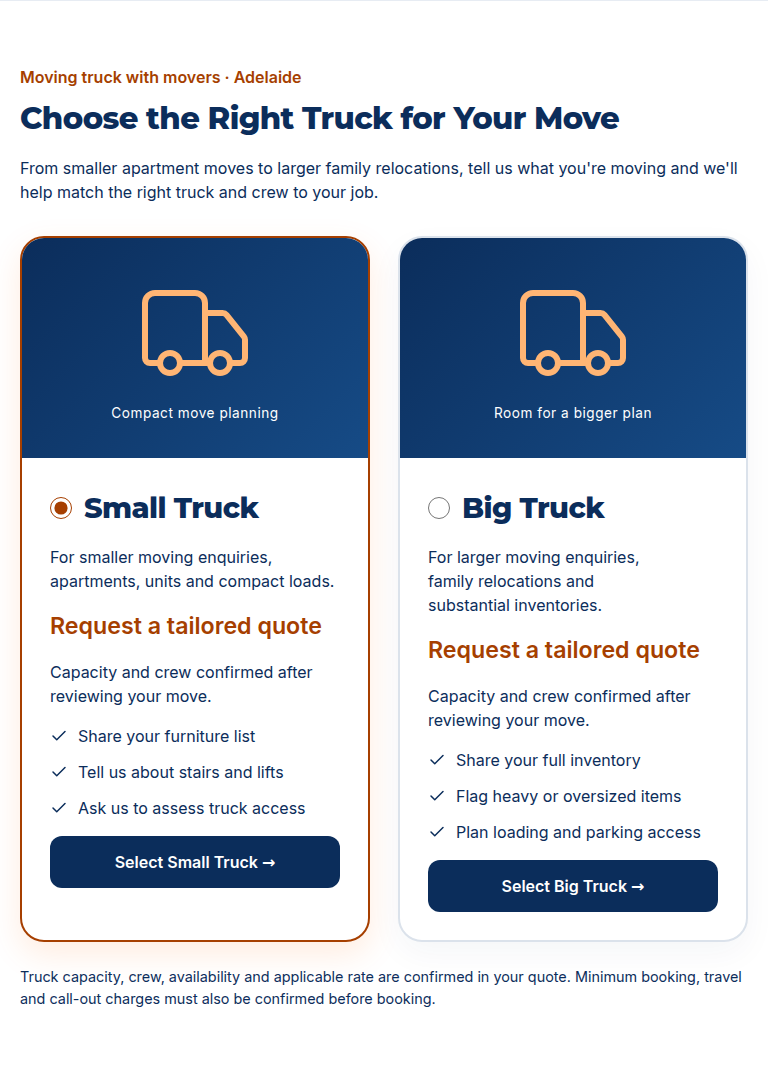 Moving truck with movers · Adelaide
Choose the Right Truck for Your Move
From smaller apartment moves to larger family relocations, tell us what you're moving and we'll
help match the right truck and crew to your job.
Compact move planning
Small Truck
For smaller moving enquiries,
apartments, units and compact loads.
Request a tailored quote
Capacity and crew confirmed after
reviewing your move.
Share your furniture list
Tell us about stairs and lifts
Ask us to assess truck access
Select Small Truck →
Room for a bigger plan
Big Truck
For larger moving enquiries,
family relocations and
substantial inventories.
Request a tailored quote
Capacity and crew confirmed after
reviewing your move.
Share your full inventory
Flag heavy or oversized items
Plan loading and parking access
Select Big Truck →
Truck capacity, crew, availability and applicable rate are confirmed in your quote. Minimum booking, travel
and call-out charges must also be confirmed before booking.